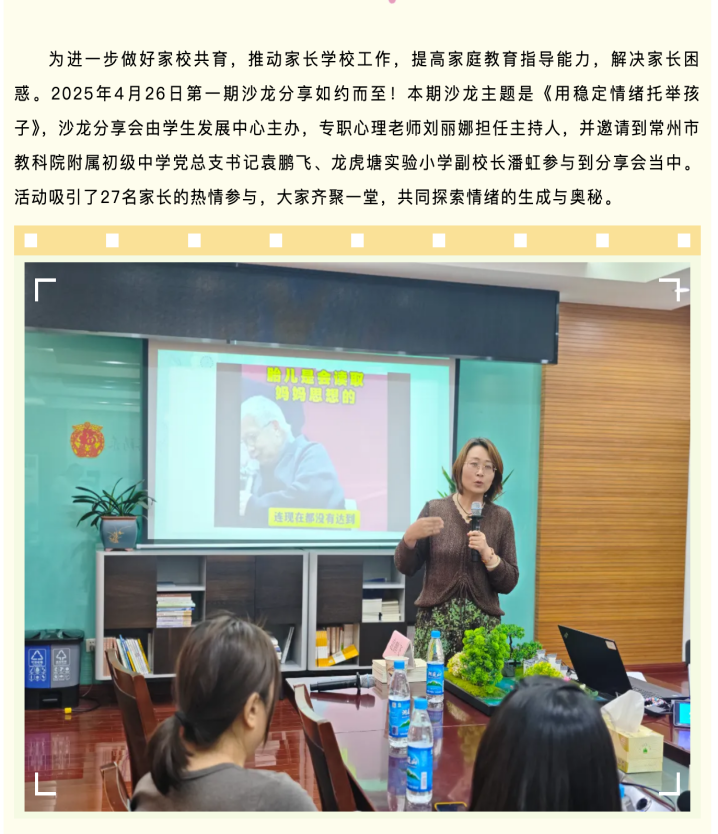 为进一步做好家校共育，推动家长学校工作，提高家庭教育指导能力，解决家长困
惑。2025年4月26日第一期沙龙分享如约而至！本期沙龙主题是《用稳定情绪托举孩
子》，沙龙分享会由学生发展中心主办，专职心理老师刘丽娜担任主持人，并邀请到常州市
教科院附属初级中学党总支书记袁鹏飞、龙虎塘实验小学副校长潘虹参与到分享会当中。
活动吸引了27名家长的热情参与，大家齐聚一堂，共同探索情绪的生成与奥秘。
胎儿是会读取
妈妈思想的
连现在都没有达到